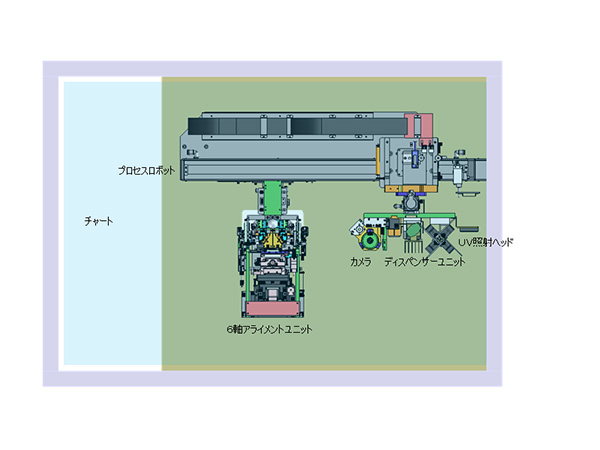 プロセスロボット
チャート
UV照射ヘッド
カメラ
ディスペンサーユニット
6軸アライメントユニット